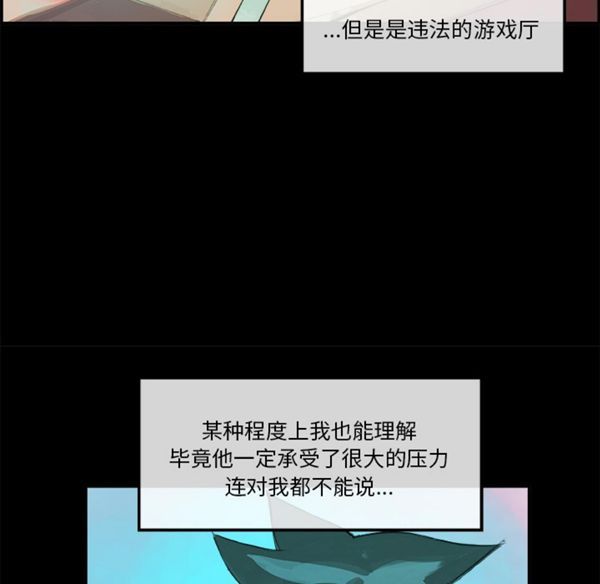 ...但是是违法的游戏厅
某种程度上我也能理解
毕竟他一定承受了很大的压力
连对我都不能说...